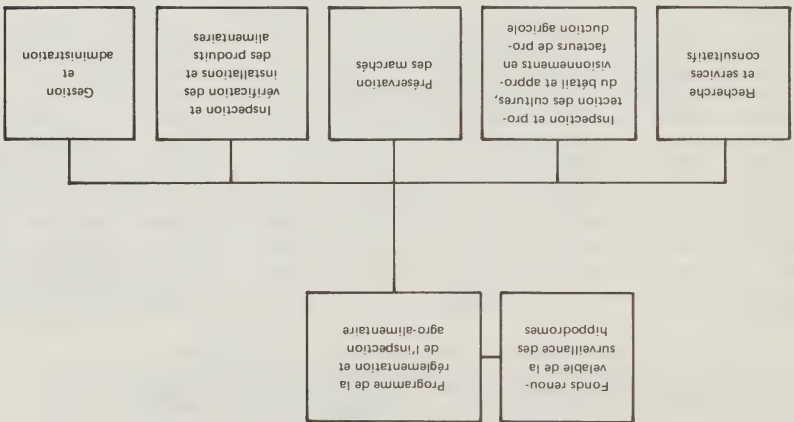 Fonds renou-
velable de la
surveillance des
hippodromes
Programme de la
réglementation et
de l'inspection
agro-alimentaire
Recherche
et services
consultatifs
Inspection et pro-
tection des cultures,
du bétail et appro-
visionnements en
facteurs de pro-
duction agricole
Préservation
des marchés
Inspection et
vérification des
installations et
des produits
alimentaires
Gestion
et
administration